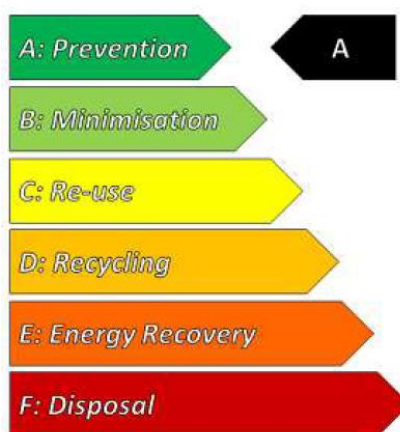 A: Prevention
A
B: Minimisation
C: Re-use
D: Recycling
E: Energy Recovery
F: Disposal